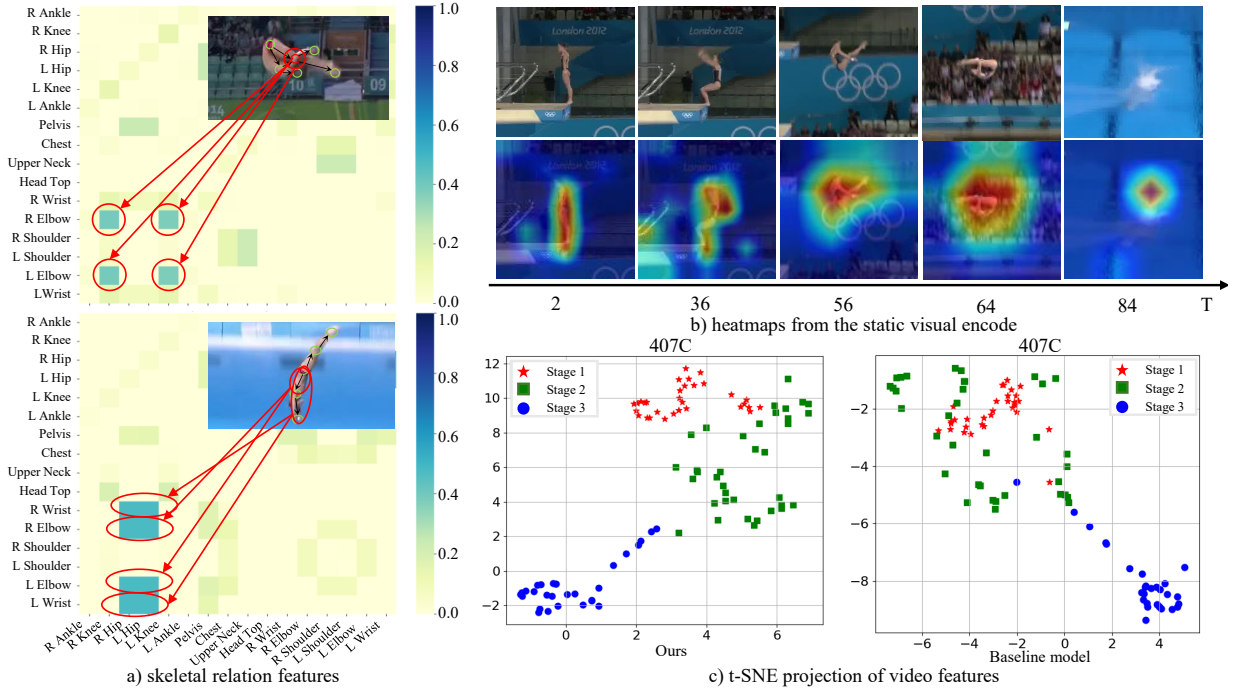 R Ankle
R Knee
R Hip
L Hip
L Knee
L Ankle
Pelvis
Chest
Upper Neck
Head Top
R Wrist
R Elbow
R Shoulder
L Shoulder
L Elbow
LWrist
1.0
0.8
0.6
0.4
0.2
0.0
10
09
R Ankle
R Knee
R Hip
L Hip
L Knee
L Ankle
Pelvis
Chest
Upper Neck
Head Top
R Wrist
R Elbow
R Shoulder
L Shoulder
L Elbow
L Wrist
1.0
0.8
0.6
0.4
0.2
0.0
R Ankle
R Knee
R Hip
L Hip
L Knee
L Ankle
Pelvis
Chest
Upper Neck
Head Top
R Wrist
R Elbow
R Shoulder
L Shoulder
L Elbow
L Wrist
a) skeletal relation features
London 2012
London 2012
London 2012
London 2012
2 36 56 64 84 T
b) heatmaps from the static visual encode
407C
Stage 1
Stage 2
Stage 3
12
10
8
6
4
2
0
−2
0 2 4 6
Ours
407C
Stage 1
Stage 2
Stage 3
−2
−4
−6
−8
−6 −4 −2 0 2 4
Baseline model
c) t-SNE projection of video features